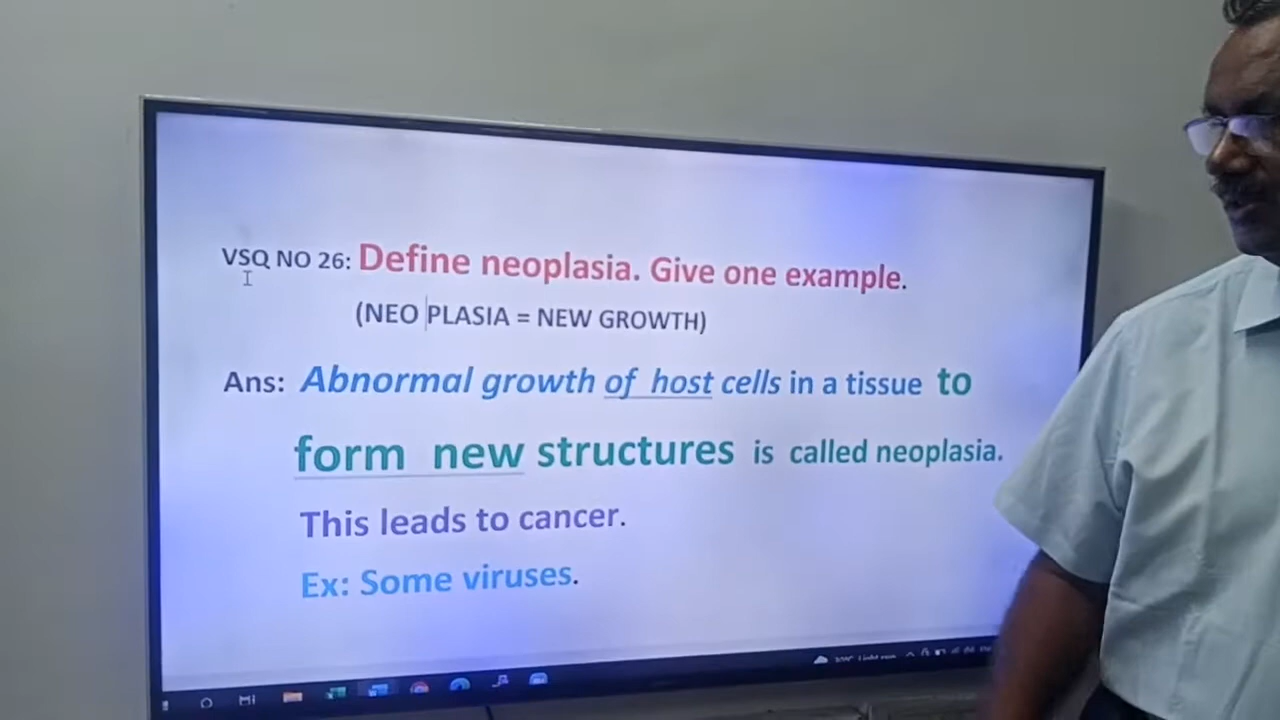 VSQ NO 26: Define neoplasia. Give one example.
(NEO PLASIA = NEW GROWTH)
Ans: Abnormal growth of host cells in a tissue to
form new structures is called neoplasia.
This leads to cancer.
Ex: Some viruses.